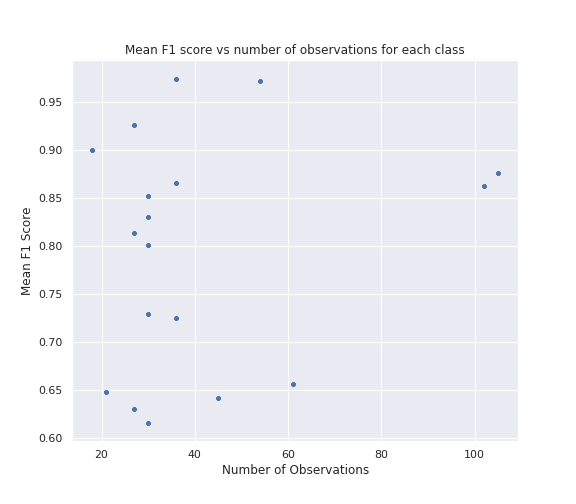 Mean F1 score vs number of observations for each class
0.95
0.90
0.85
0.80
0.75
0.70
0.65
0.60
Mean F1 Score
20 40 60 80 100
Number of Observations